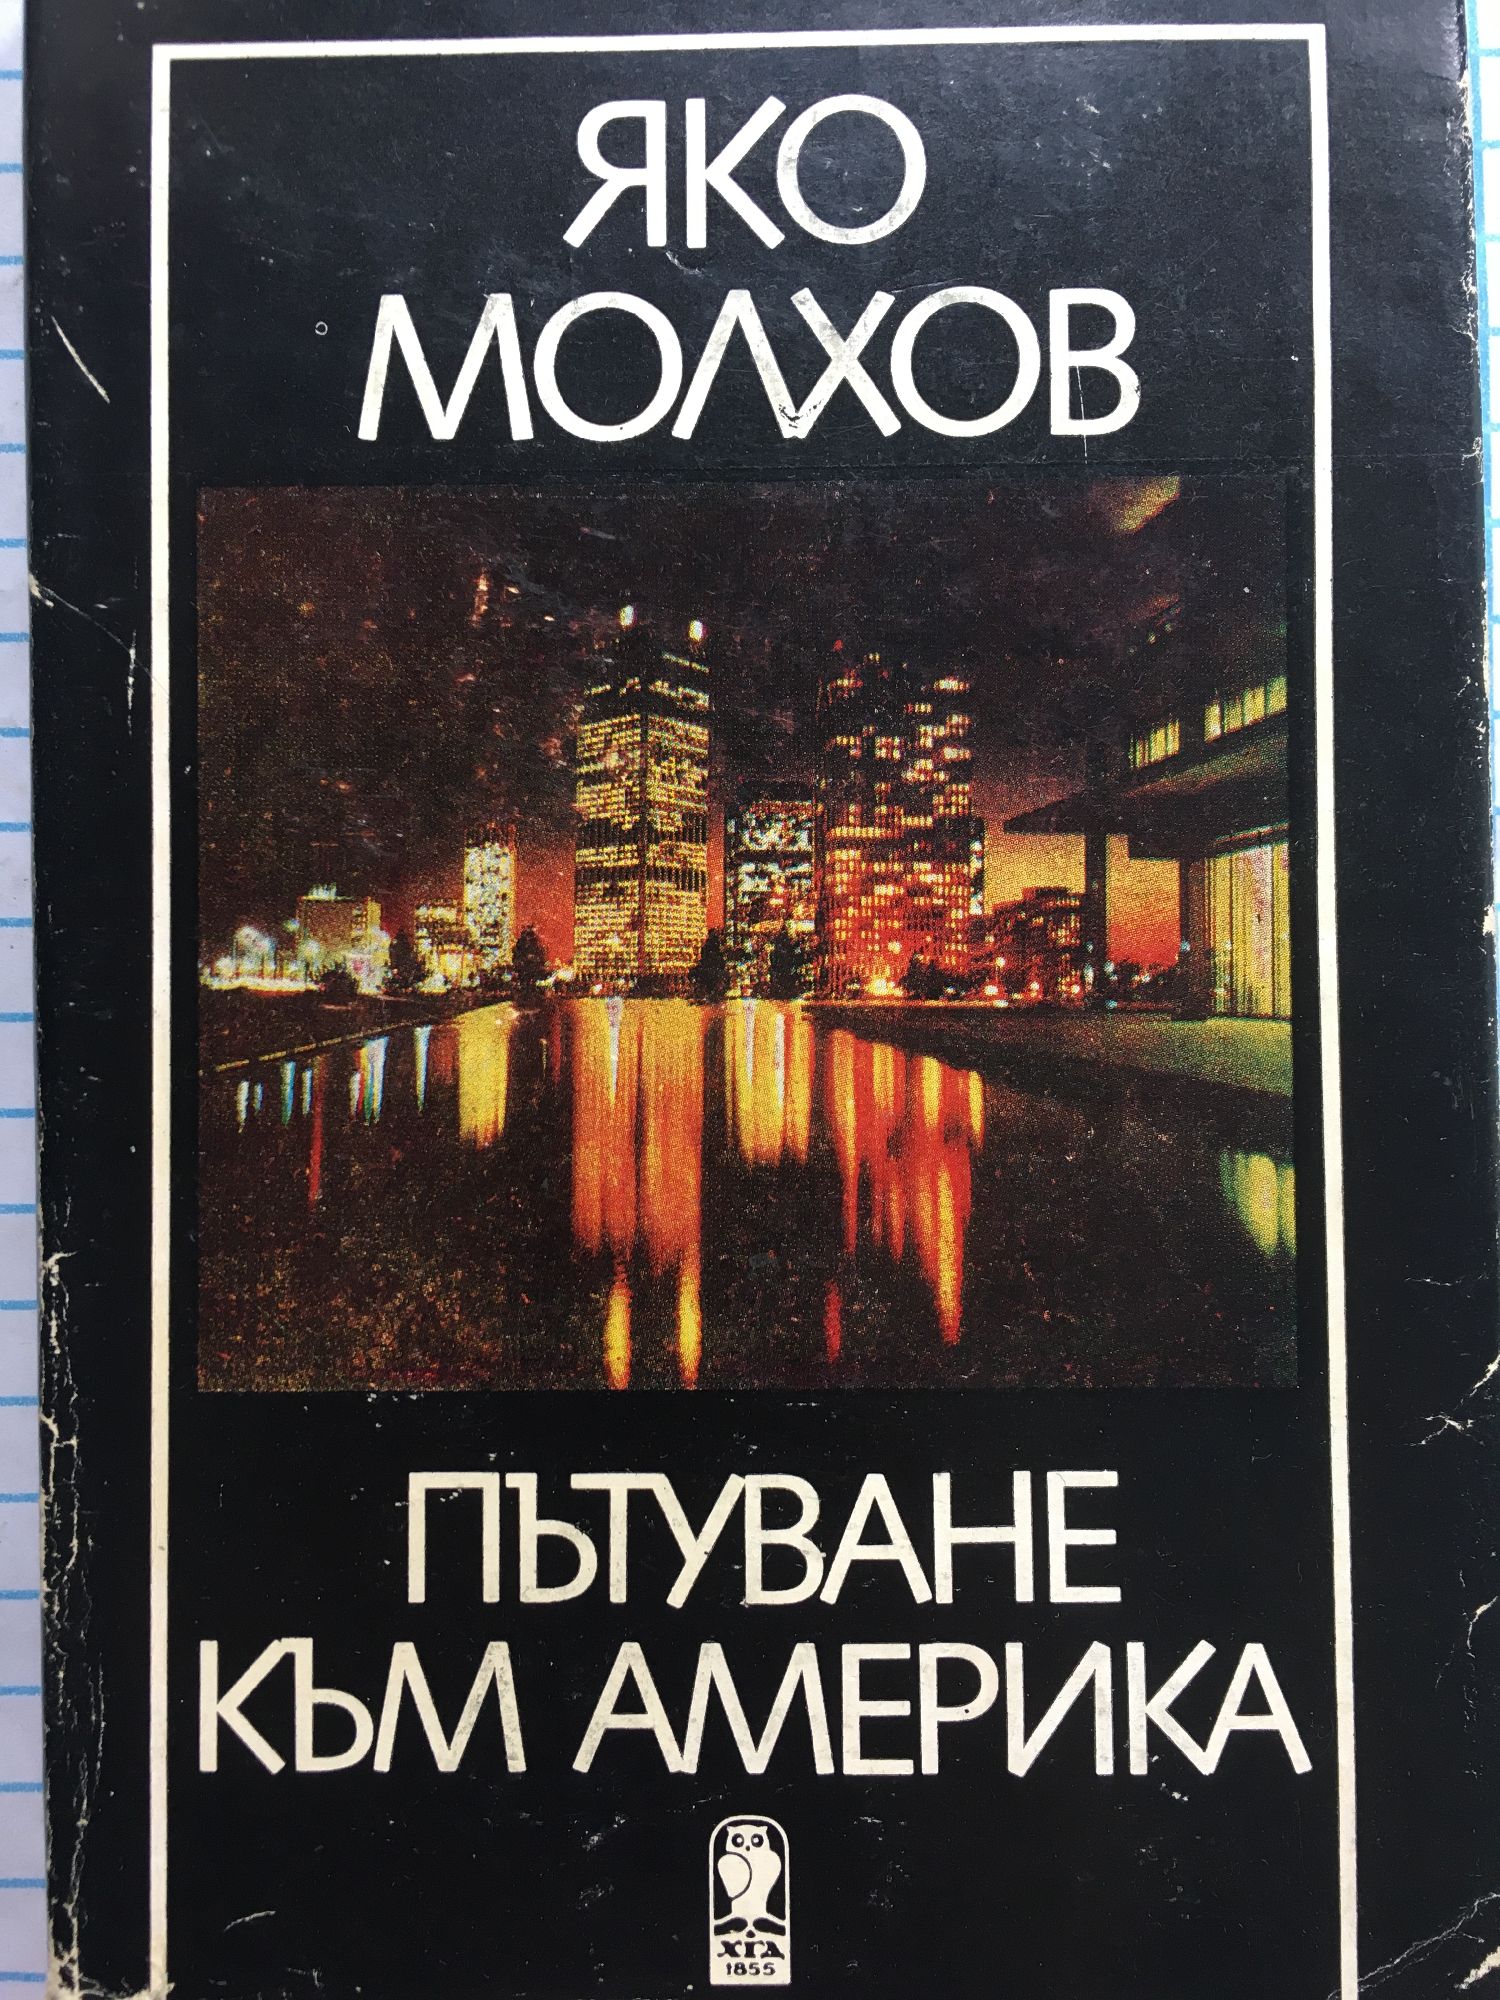 ЯКО
МОЛХОВ
ПЪТУВАНЕ
КЪМ АМЕРИКА
ХГД
1855